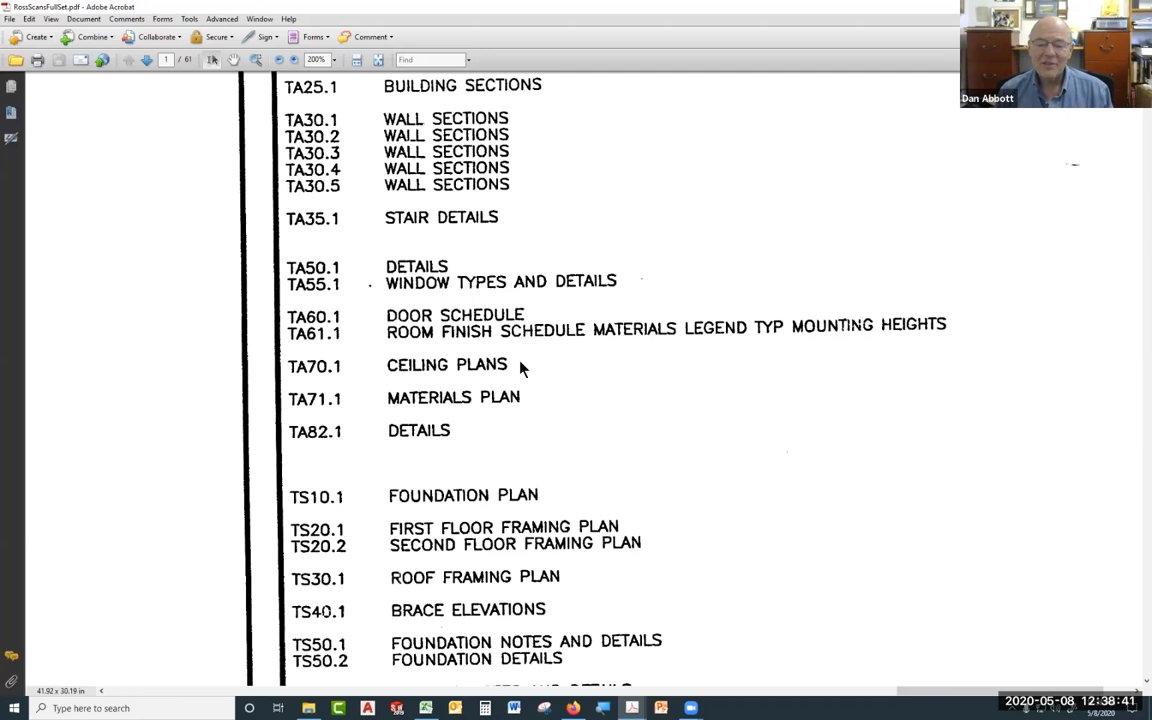 RossScansFullSet.pdf - Adobe Acrobat
File Edit View Document Comments Forms Tools Advanced Window Help
Create Combine Collaborate Secure Sign Forms Comment
1 / 61 200% Find
Dan Abbott
TA25.1 BUILDING SECTIONS
TA30.1 WALL SECTIONS
TA30.2 WALL SECTIONS
TA30.3 WALL SECTIONS
TA30.4 WALL SECTIONS
TA30.5 WALL SECTIONS
TA35.1 STAIR DETAILS
TA50.1 DETAILS
TA55.1 WINDOW TYPES AND DETAILS
TA60.1 DOOR SCHEDULE
TA61.1 ROOM FINISH SCHEDULE MATERIALS LEGEND TYP MOUNTING HEIGHTS
TA70.1 CEILING PLANS
TA71.1 MATERIALS PLAN
TA82.1 DETAILS
TS10.1 FOUNDATION PLAN
TS20.1 FIRST FLOOR FRAMING PLAN
TS20.2 SECOND FLOOR FRAMING PLAN
TS30.1 ROOF FRAMING PLAN
TS40.1 BRACE ELEVATIONS
TS50.1 FOUNDATION NOTES AND DETAILS
TS50.2 FOUNDATION DETAILS
41.92 x 30.19 in
2020-05-08 12:38:41
Type here to search
5/8/2020